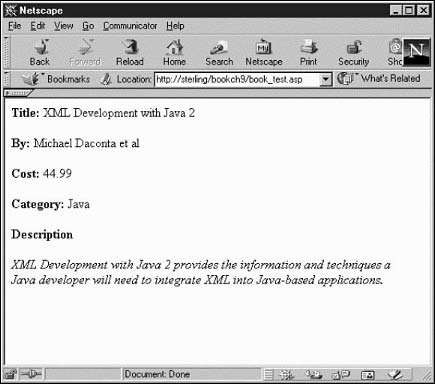 Netscape
File Edit View Go Communicator Help
Back Forward Reload Home Search Netscape Print Security Sho
N
Bookmarks Location: http://sterling/bookch9/book_test.asp What's Related
Title: XML Development with Java 2
By: Michael Daconta et al
Cost: 44.99
Category: Java
Description
XML Development with Java 2 provides the information and techniques a
Java developer will need to integrate XML into Java-based applications.
Document: Done